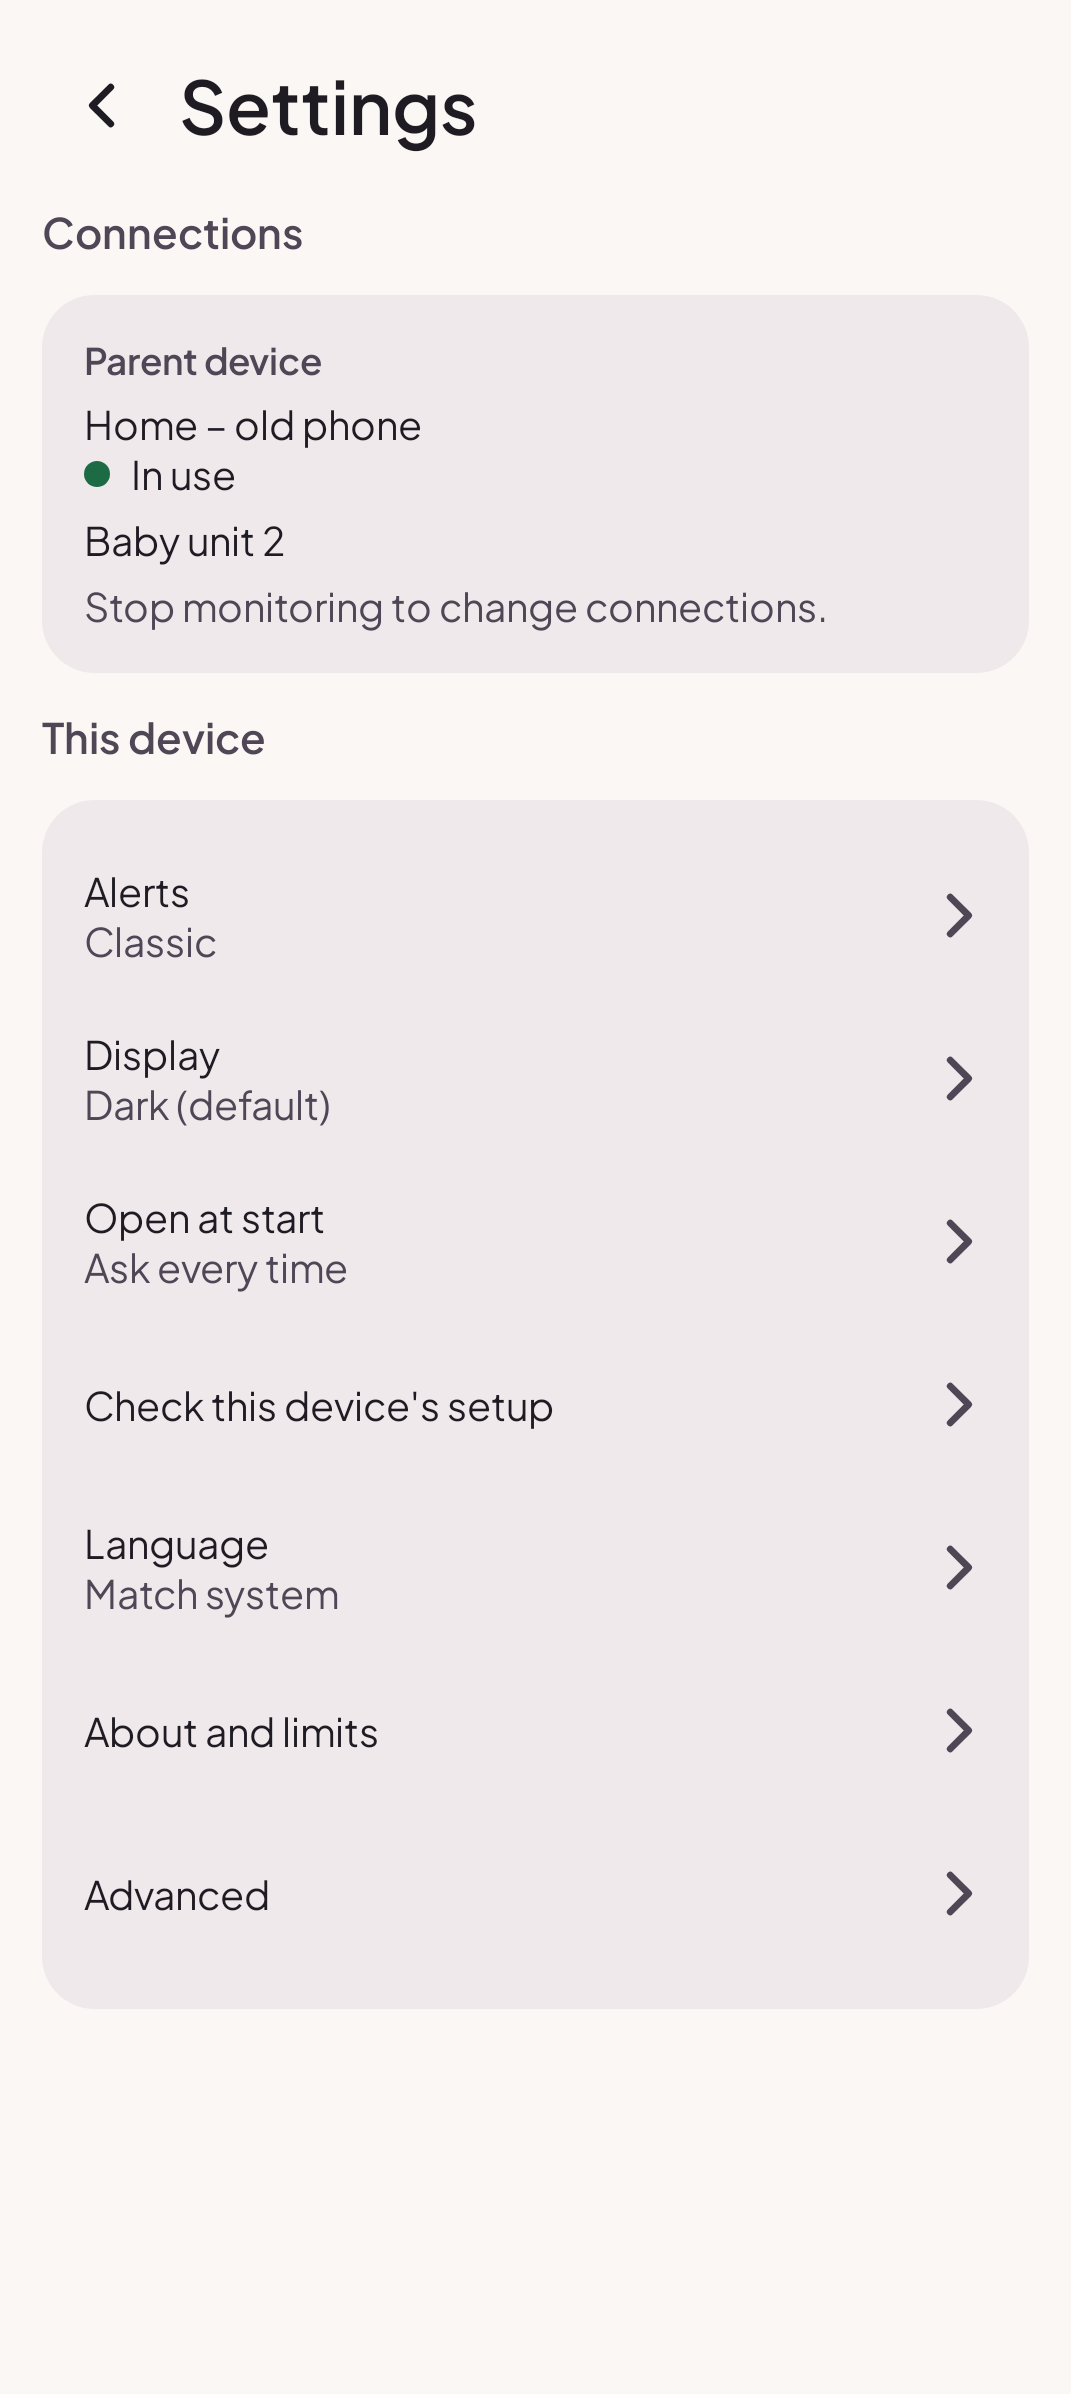 Settings
Connections
Parent device
Home – old phone
In use
Baby unit 2
Stop monitoring to change connections.
This device
Alerts
Classic
Display
Dark (default)
Open at start
Ask every time
Check this device's setup
Language
Match system
About and limits
Advanced